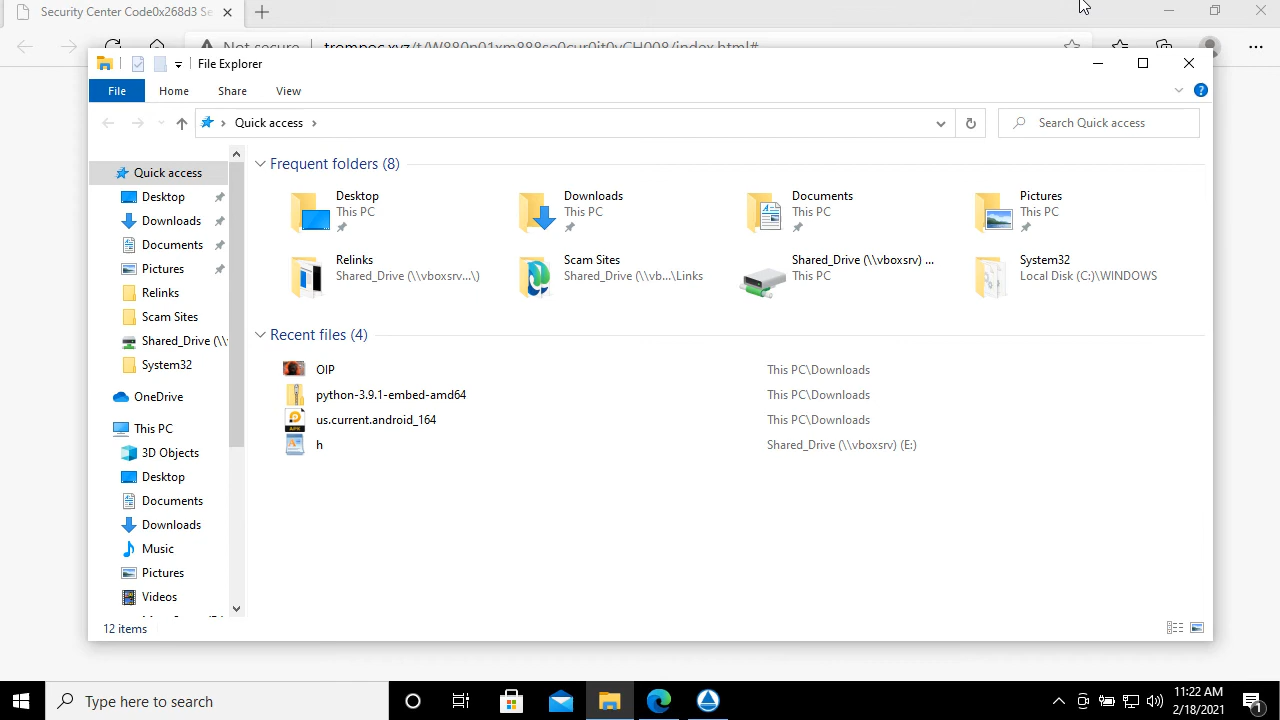 Security Center Code0x268d3 Se
Not secure
File Explorer
File Home Share View
Quick access
Search Quick access
Quick access
Desktop
Downloads
Documents
Pictures
Relinks
Scam Sites
Shared_Drive (\\
System32
OneDrive
This PC
3D Objects
Desktop
Documents
Downloads
Music
Pictures
Videos
Frequent folders (8)
Desktop
This PC
Downloads
This PC
Documents
This PC
Pictures
This PC
Relinks
Shared_Drive (\\vboxsrv...\)
Scam Sites
Shared_Drive (\\vb...\Links
Shared_Drive (\\vboxsrv) ...
This PC
System32
Local Disk (C:)\WINDOWS
Recent files (4)
OIP This PC\Downloads
python-3.9.1-embed-amd64 This PC\Downloads
us.current.android_164 This PC\Downloads
h Shared_Drive (\\vboxsrv) (E:)
12 items
Type here to search
11:22 AM
2/18/2021
1